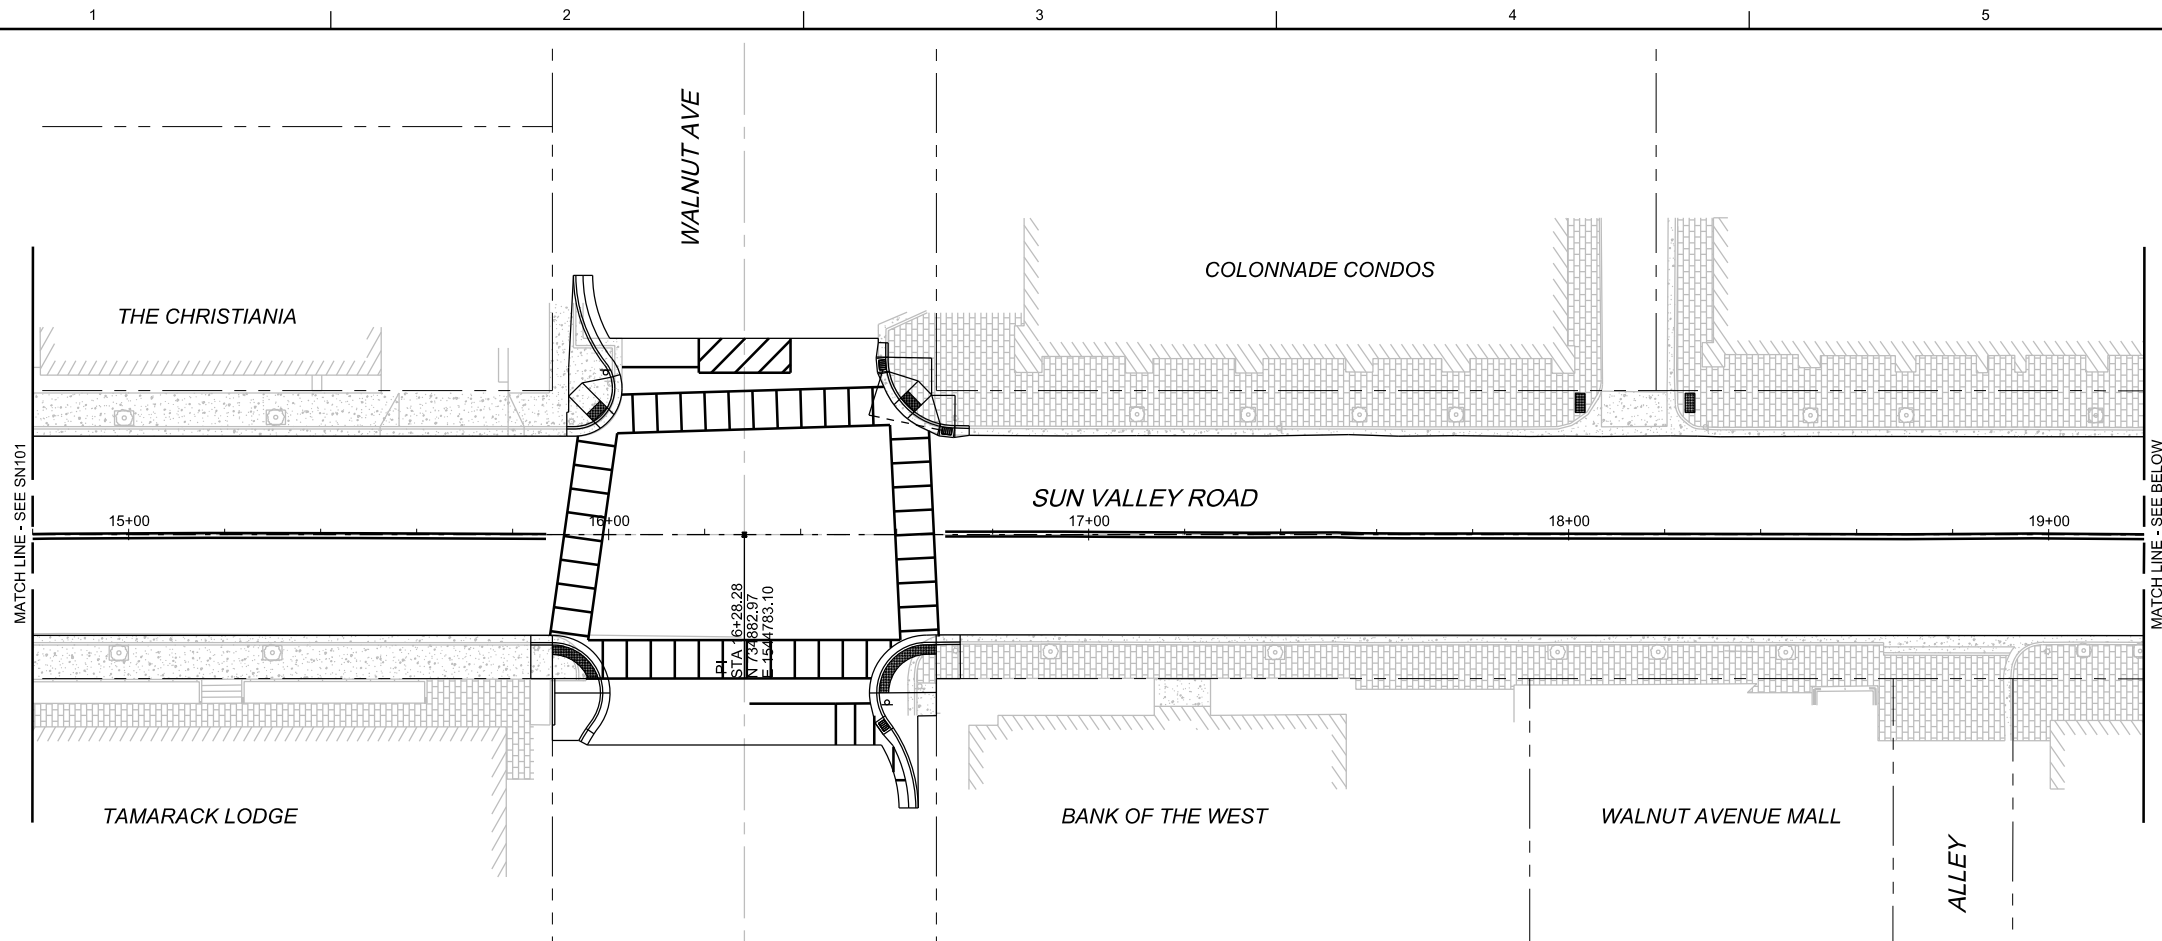 1 2 3 4 5
WALNUT AVE
COLONNADE CONDOS
THE CHRISTIANIA
MATCH LINE - SEE SN101
SUN VALLEY ROAD
MATCH LINE - SEE BELOW
15+00 16+00 17+00 18+00 19+00
PI
STA 16+28.28
N 734882.97
E 1544783.10
TAMARACK LODGE
BANK OF THE WEST
WALNUT AVENUE MALL
ALLEY